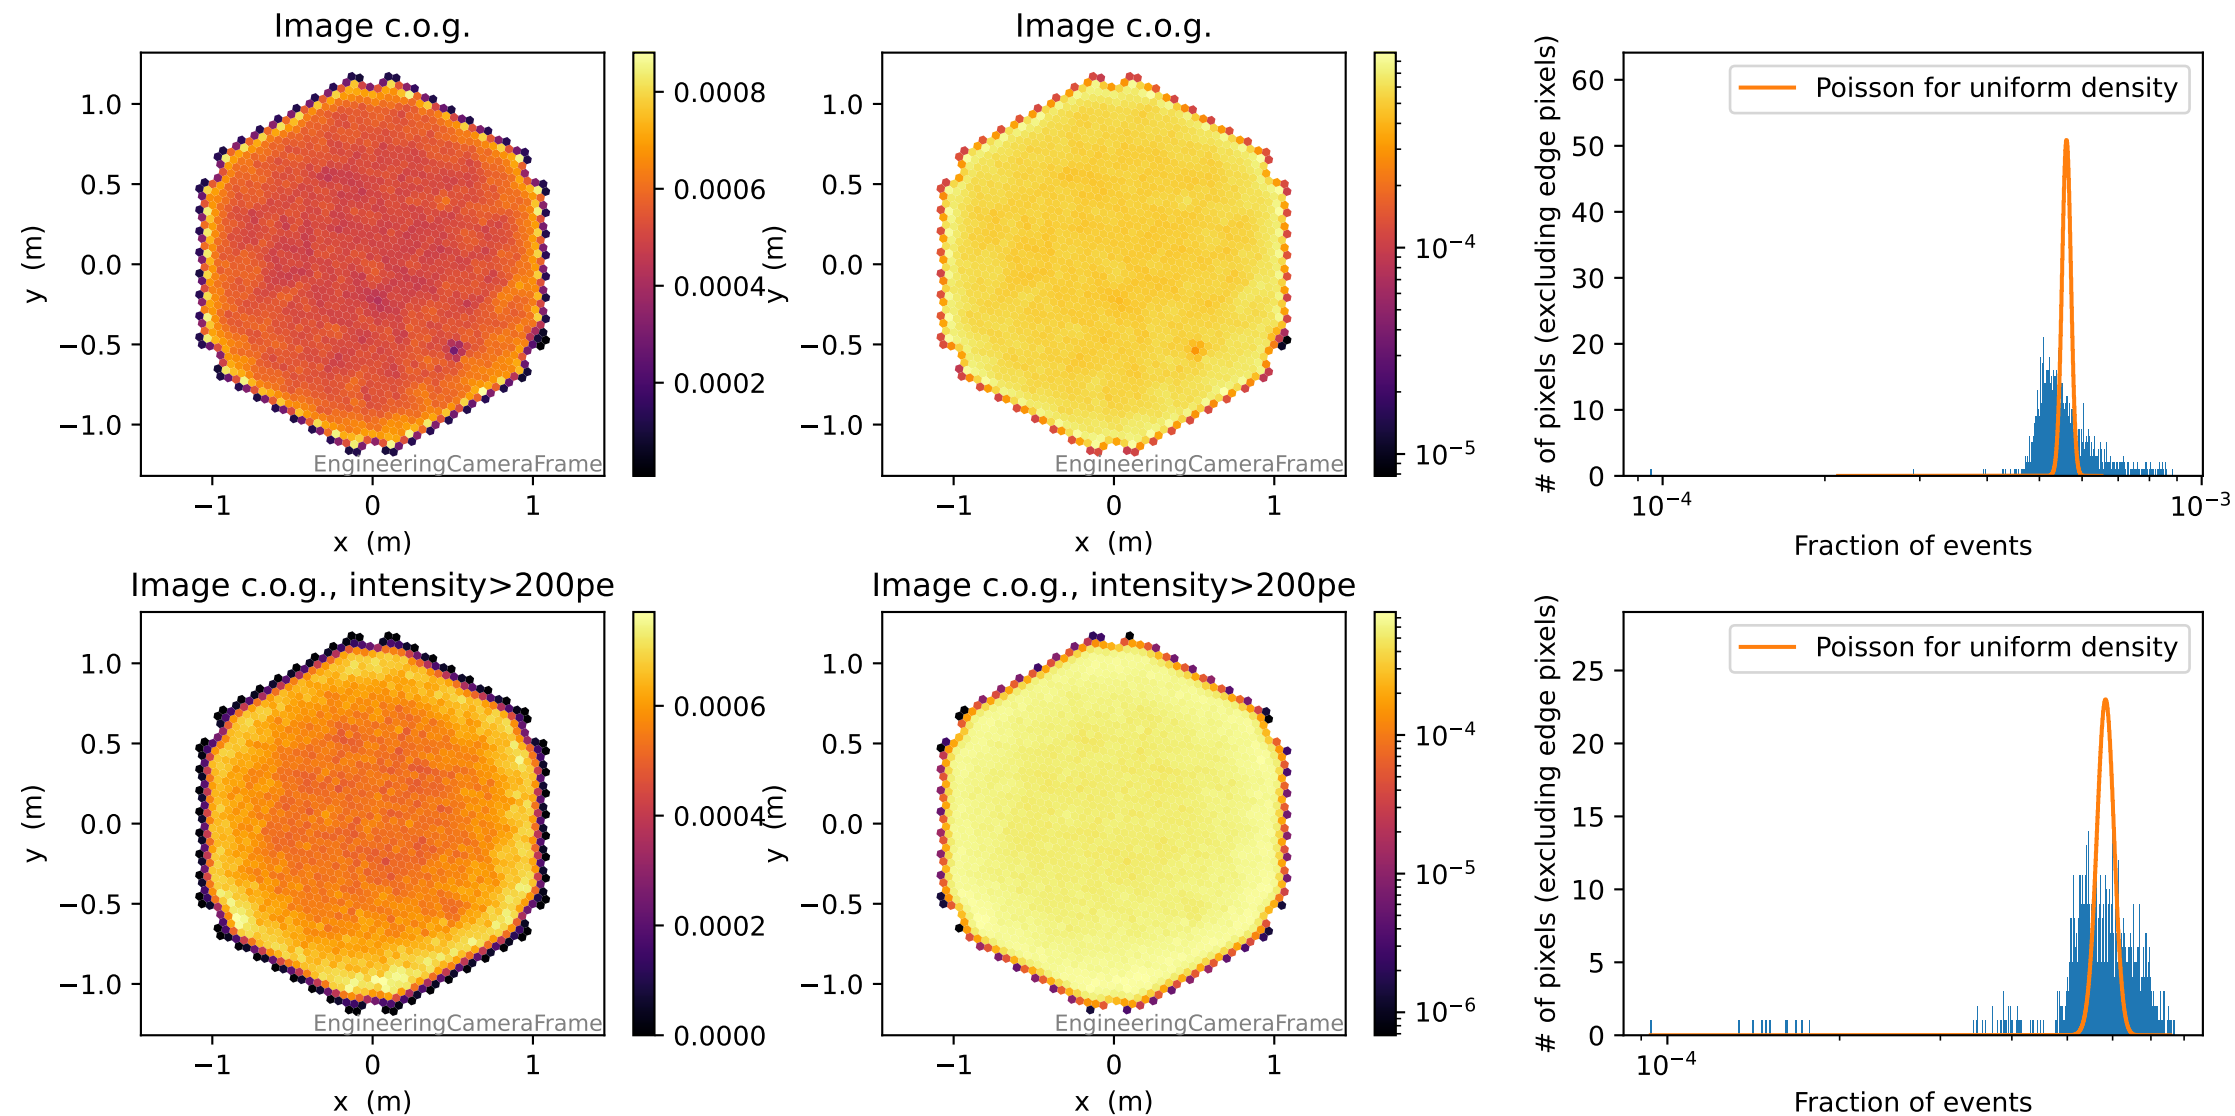 Image c.o.g.
1.0
0.5
0.0
−0.5
−1.0
y (m)
−1
0
1
x (m)
EngineeringCameraFrame
0.0008
0.0006
0.0004
0.0002
Image c.o.g.
1.0
0.5
0.0
−0.5
−1.0
y (m)
−1
0
1
x (m)
EngineeringCameraFrame
10−4
10−5
# of pixels (excluding edge pixels)
60
50
40
30
20
10
0
Poisson for uniform density
10−4
10−3
Fraction of events
Image c.o.g., intensity>200pe
1.0
0.5
0.0
−0.5
−1.0
y (m)
−1
0
1
x (m)
EngineeringCameraFrame
0.0006
0.0004
0.0002
0.0000
Image c.o.g., intensity>200pe
1.0
0.5
0.0
−0.5
−1.0
y (m)
−1
0
1
x (m)
EngineeringCameraFrame
10−4
10−5
10−6
# of pixels (excluding edge pixels)
25
20
15
10
5
0
Poisson for uniform density
10−4
Fraction of events